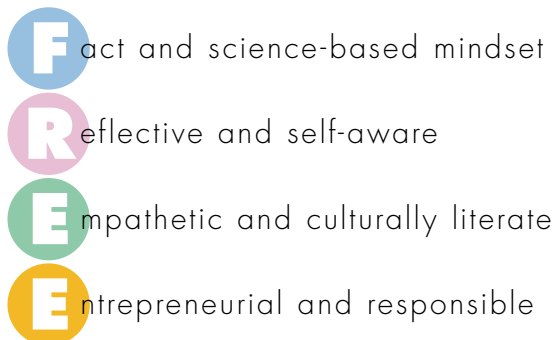 Fact and science-based mindset
Reflective and self-aware
Empathetic and culturally literate
Entrepreneurial and responsible